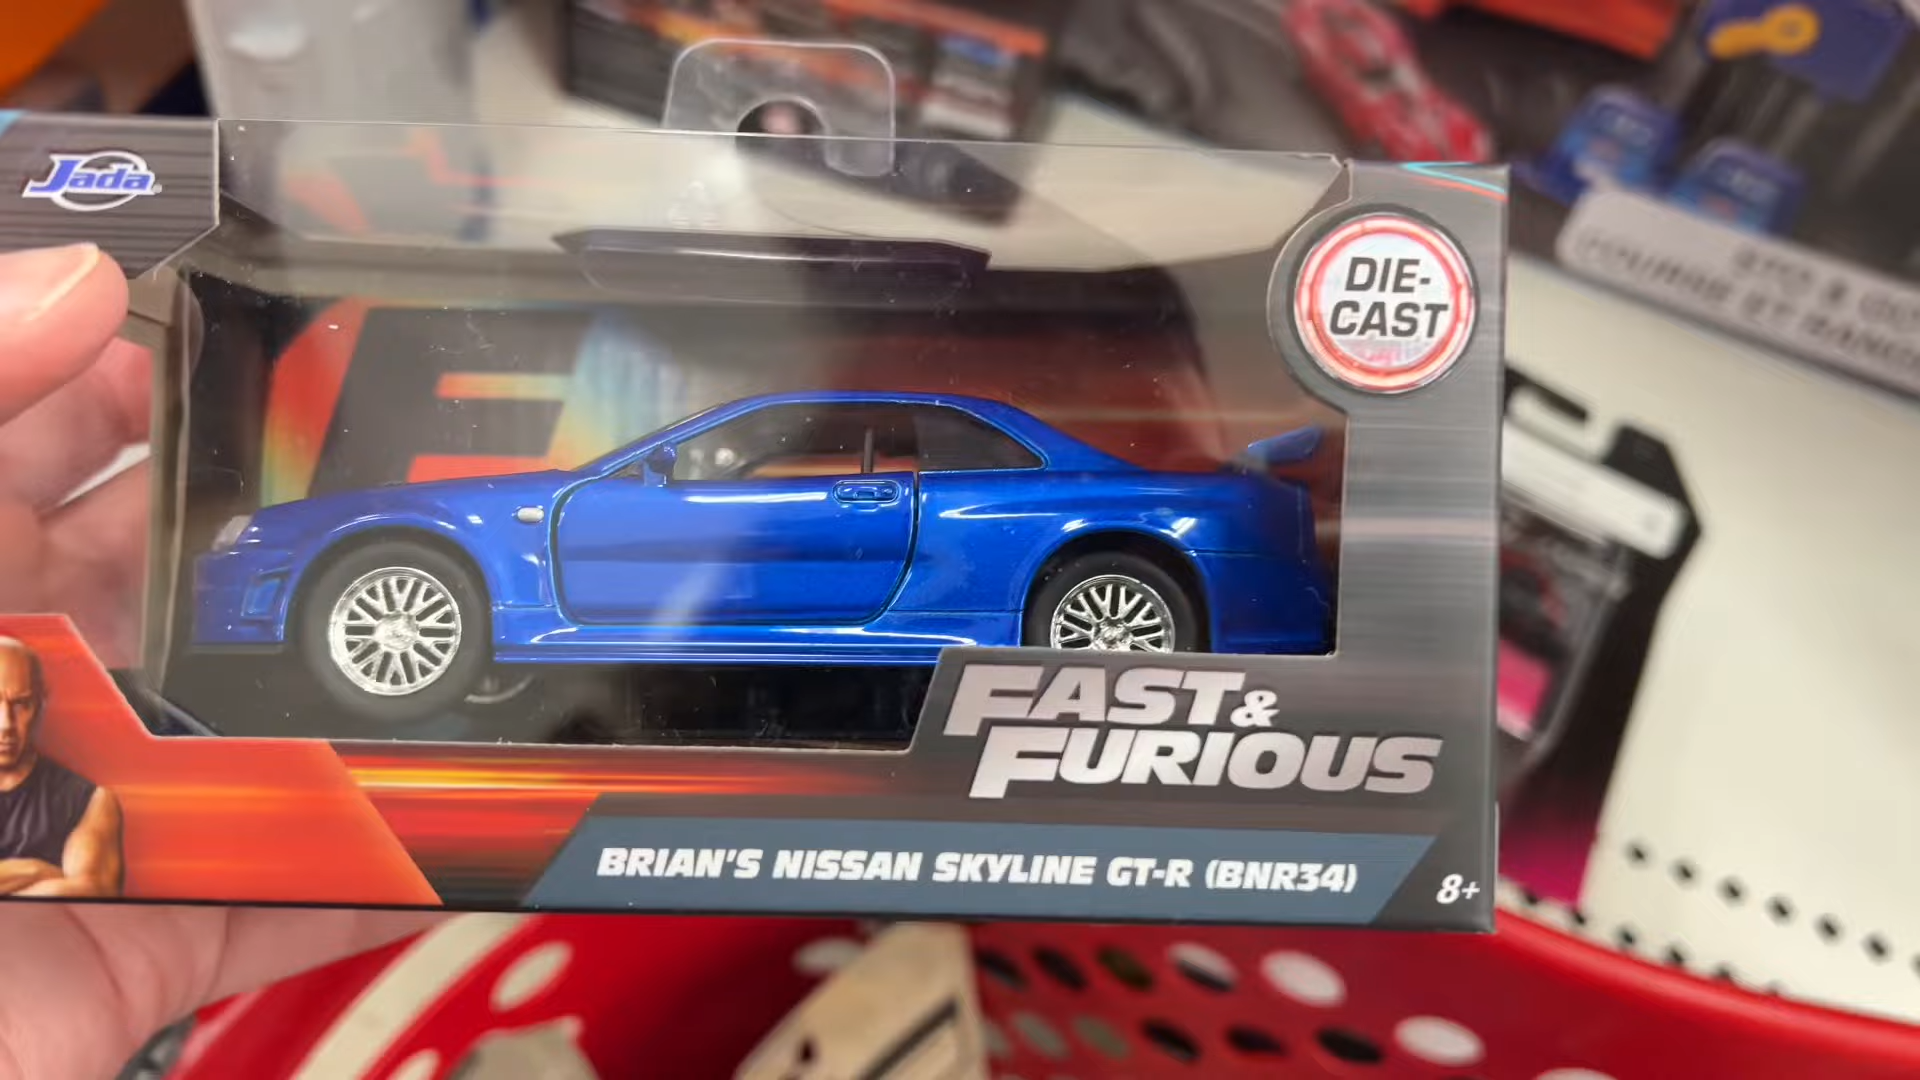 Jada
DIE-
CAST
FAST &
FURIOUS
BRIAN'S NISSAN SKYLINE GT-R (BNR34)
8+